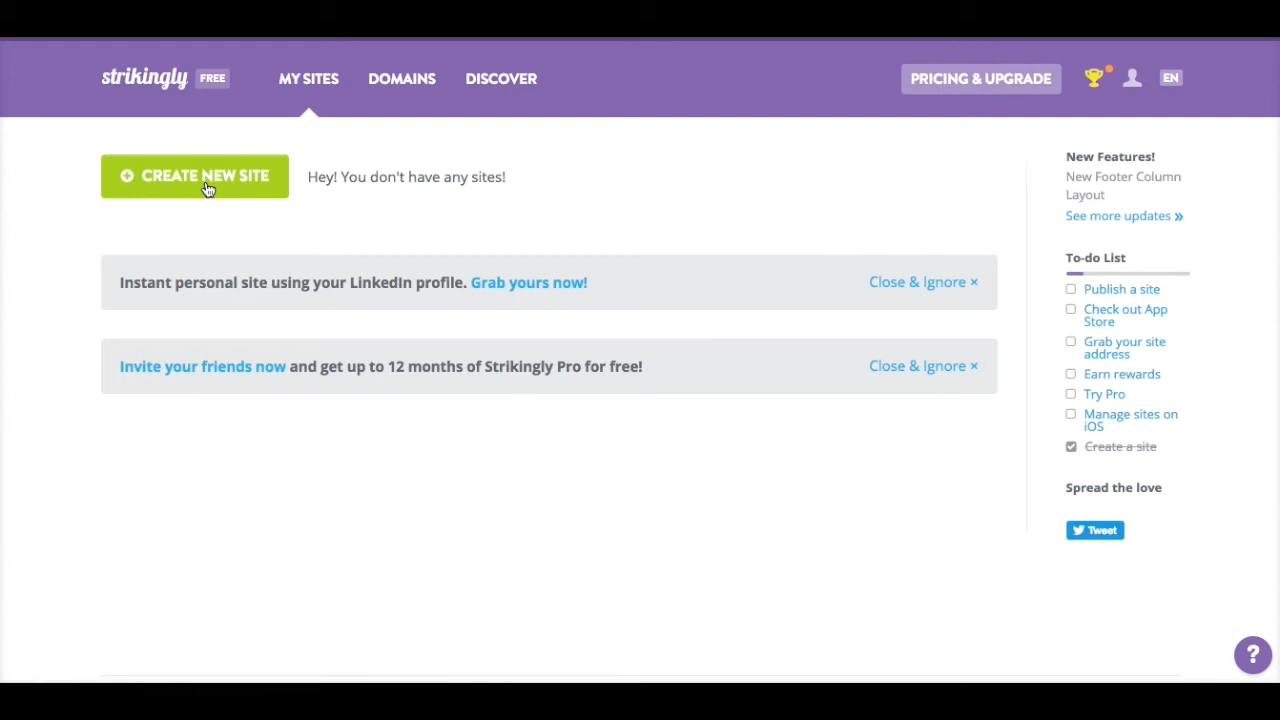 strikingly FREE MY SITES DOMAINS DISCOVER PRICING & UPGRADE EN
CREATE NEW SITE Hey! You don't have any sites!
Instant personal site using your LinkedIn profile. Grab yours now! Close & Ignore ×
Invite your friends now and get up to 12 months of Strikingly Pro for free! Close & Ignore ×
New Features!
New Footer Column
Layout
See more updates »
To-do List
Publish a site
Check out App
Store
Grab your site
address
Earn rewards
Try Pro
Manage sites on
iOS
Create a site
Spread the love
Tweet
?